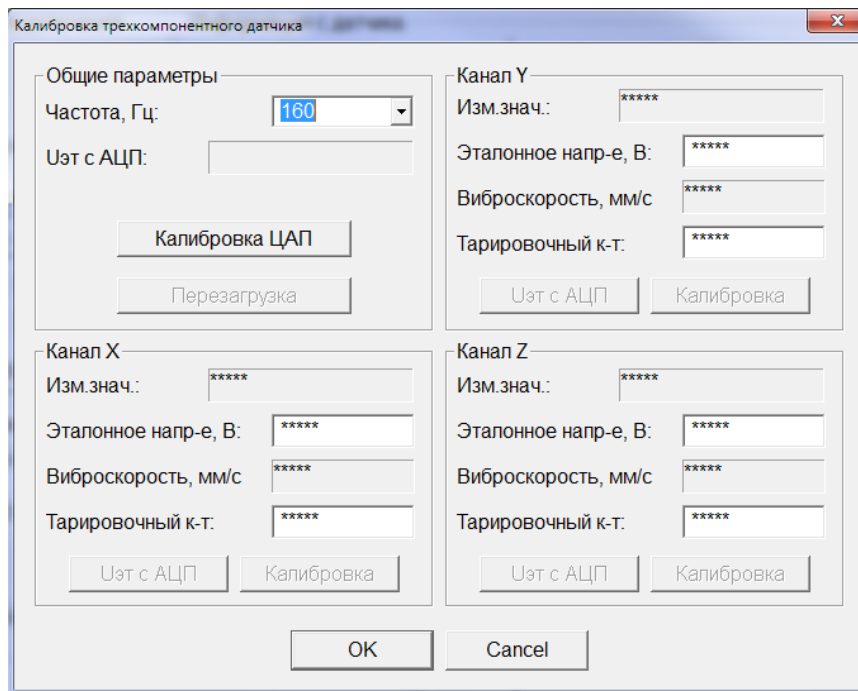 Калибровка трехкомпонентного датчика
Общие параметры
Частота, Гц: 160
Uэт с АЦП:
Калибровка ЦАП
Перезагрузка
Канал Y
Изм.знач.: *****
Эталонное напр-е, В: *****
Виброскорость, мм/с *****
Тарировочный к-т: *****
Uэт с АЦП Калибровка
Канал X
Изм.знач.: *****
Эталонное напр-е, В: *****
Виброскорость, мм/с *****
Тарировочный к-т: *****
Uэт с АЦП Калибровка
Канал Z
Изм.знач.: *****
Эталонное напр-е, В: *****
Виброскорость, мм/с *****
Тарировочный к-т: *****
Uэт с АЦП Калибровка
OK Cancel